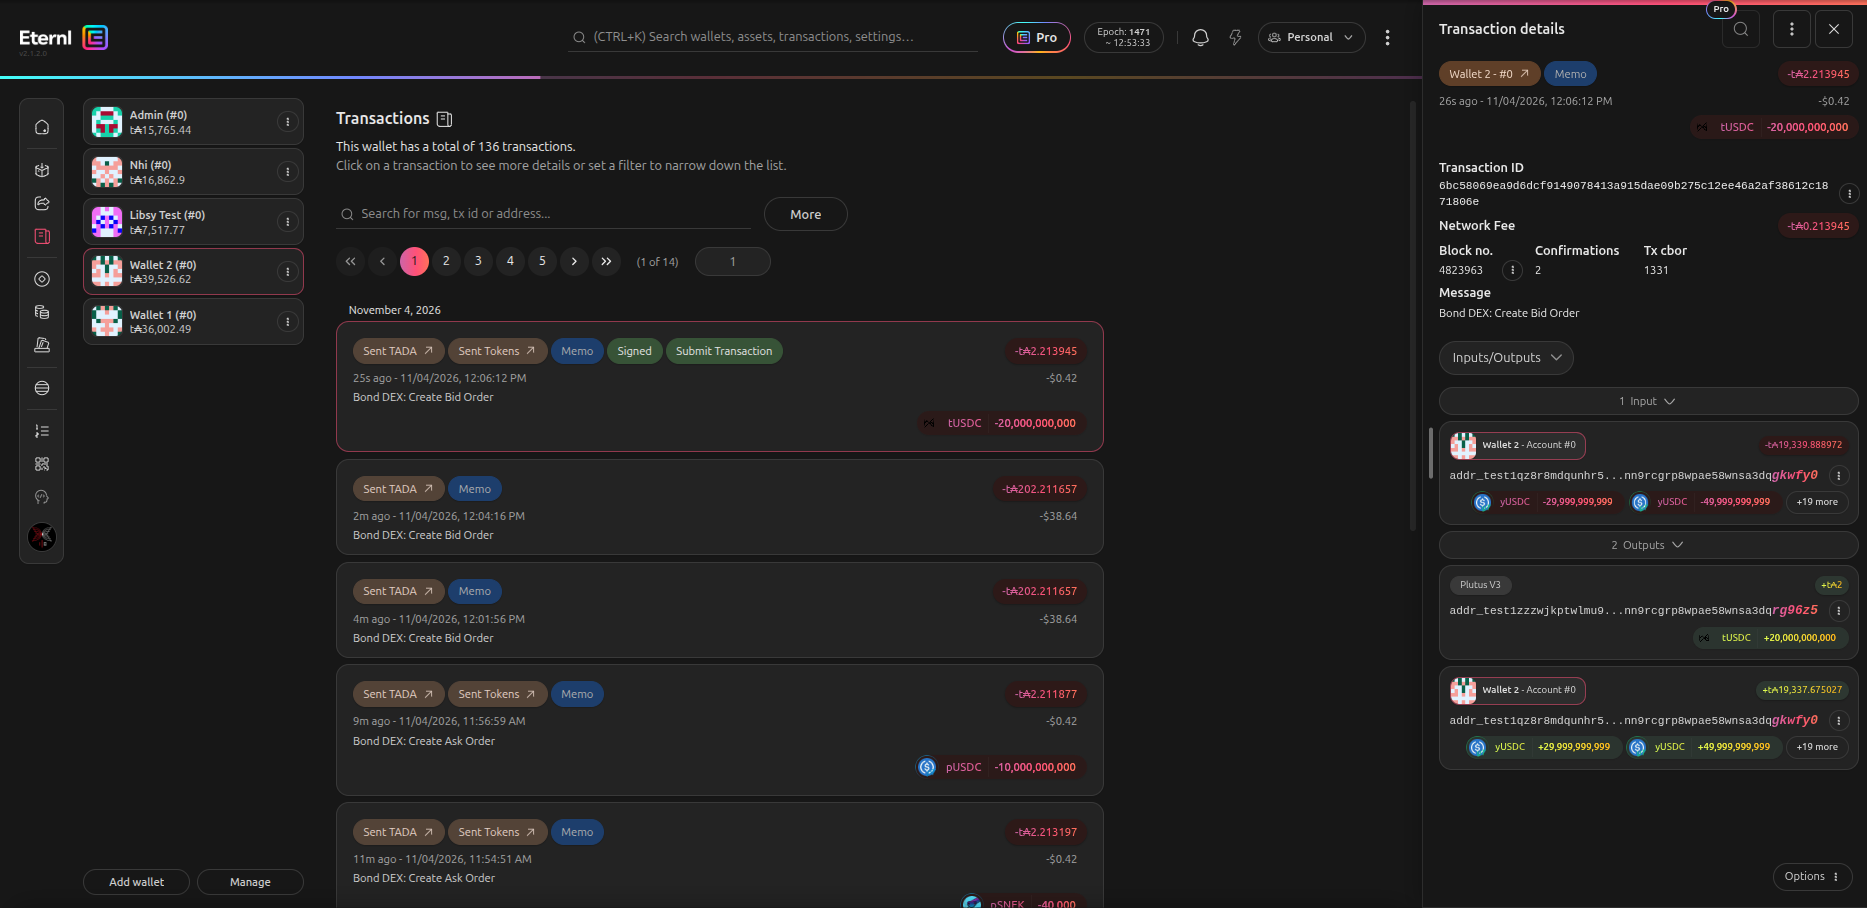 Eternl
v2.1.2.0
(CTRL+K) Search wallets, assets, transactions, settings...
Pro
Epoch: 1471
~ 12:53:33
Personal
Admin (#0)
t₳15,765.44
Nhi (#0)
t₳16,862.9
Libsy Test (#0)
t₳7,517.77
Wallet 2 (#0)
t₳39,526.62
Wallet 1 (#0)
t₳36,002.49
Add wallet
Manage
Transactions
This wallet has a total of 136 transactions.
Click on a transaction to see more details or set a filter to narrow down the list.
Search for msg, tx id or address...
More
1 2 3 4 5 (1 of 14) 1
November 4, 2026
Sent TADA Sent Tokens Memo Signed Submit Transaction -t₳2.213945
25s ago - 11/04/2026, 12:06:12 PM -$0.42
Bond DEX: Create Bid Order
tUSDC -20,000,000,000
Sent TADA Memo -t₳202.211657
2m ago - 11/04/2026, 12:04:16 PM -$38.64
Bond DEX: Create Bid Order
Sent TADA Memo -t₳202.211657
4m ago - 11/04/2026, 12:01:56 PM -$38.64
Bond DEX: Create Bid Order
Sent TADA Sent Tokens Memo -t₳2.211877
9m ago - 11/04/2026, 11:56:59 AM -$0.42
Bond DEX: Create Ask Order
pUSDC -10,000,000,000
Sent TADA Sent Tokens Memo -t₳2.213197
11m ago - 11/04/2026, 11:54:51 AM -$0.42
Bond DEX: Create Ask Order
pSNEK -40,000
Pro
Transaction details
Wallet 2 - #0 Memo -t₳2.213945
26s ago - 11/04/2026, 12:06:12 PM -$0.42
tUSDC -20,000,000,000
Transaction ID
6bc58069ea9d6dcf9149078413a915dae09b275c12ee46a2af38612c18
71806e
Network Fee -t₳0.213945
Block no. Confirmations Tx cbor
4823963 2 1331
Message
Bond DEX: Create Bid Order
Inputs/Outputs
1 Input
Wallet 2 - Account #0 -t₳19,339.888972
addr_test1qz8r8mdqunhr5...nn9rcgrp8wpae58wnsa3dqgkwfy0
yUSDC -29,999,999,999 yUSDC -49,999,999,999 +19 more
2 Outputs
Plutus V3 +t₳2
addr_test1zzzwjkptwlmu9...nn9rcgrp8wpae58wnsa3dqrg96z5
tUSDC +20,000,000,000
Wallet 2 - Account #0 +t₳19,337.675027
addr_test1qz8r8mdqunhr5...nn9rcgrp8wpae58wnsa3dqgkwfy0
yUSDC +29,999,999,999 yUSDC +49,999,999,999 +19 more
Options